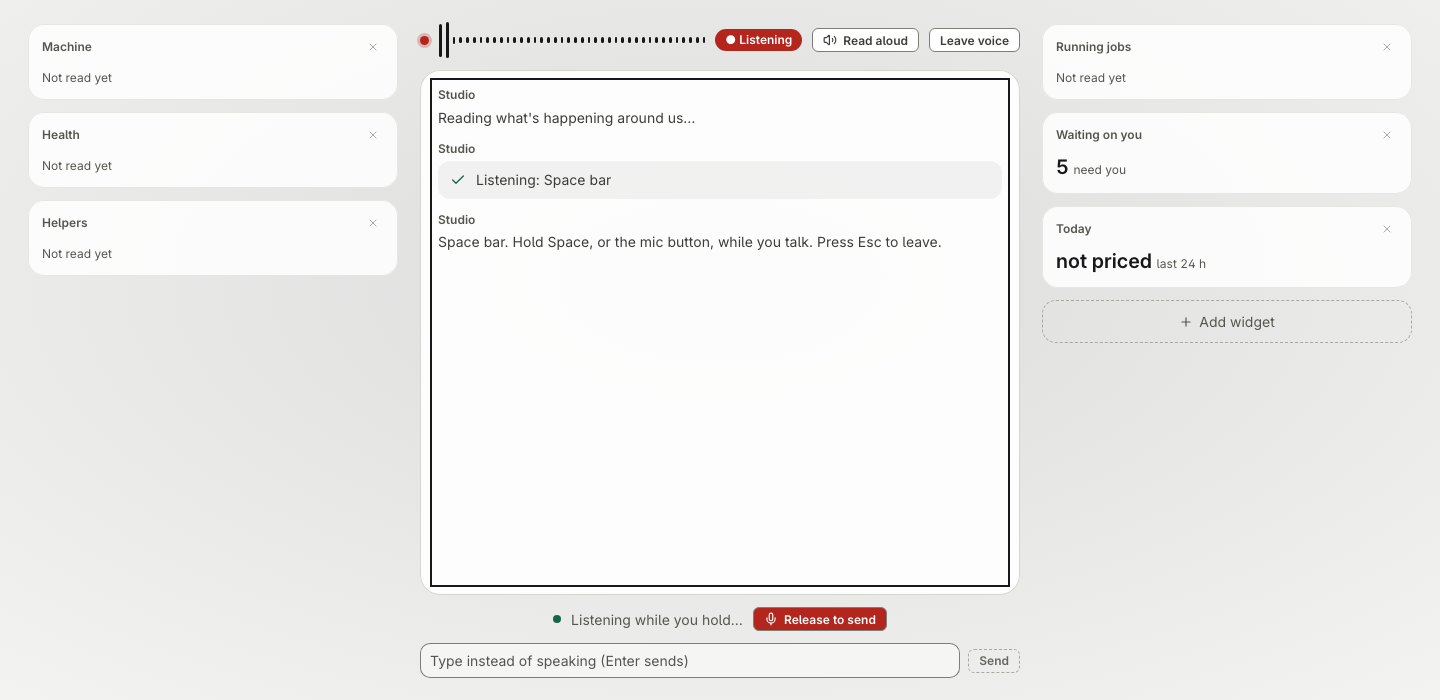 Machine
Not read yet
Health
Not read yet
Helpers
Not read yet
Listening
Read aloud
Leave voice
Studio
Reading what's happening around us...
Studio
Listening: Space bar
Studio
Space bar. Hold Space, or the mic button, while you talk. Press Esc to leave.
Listening while you hold...
Release to send
Type instead of speaking (Enter sends)
Send
Running jobs
Not read yet
Waiting on you
5 need you
Today
not priced last 24 h
+ Add widget